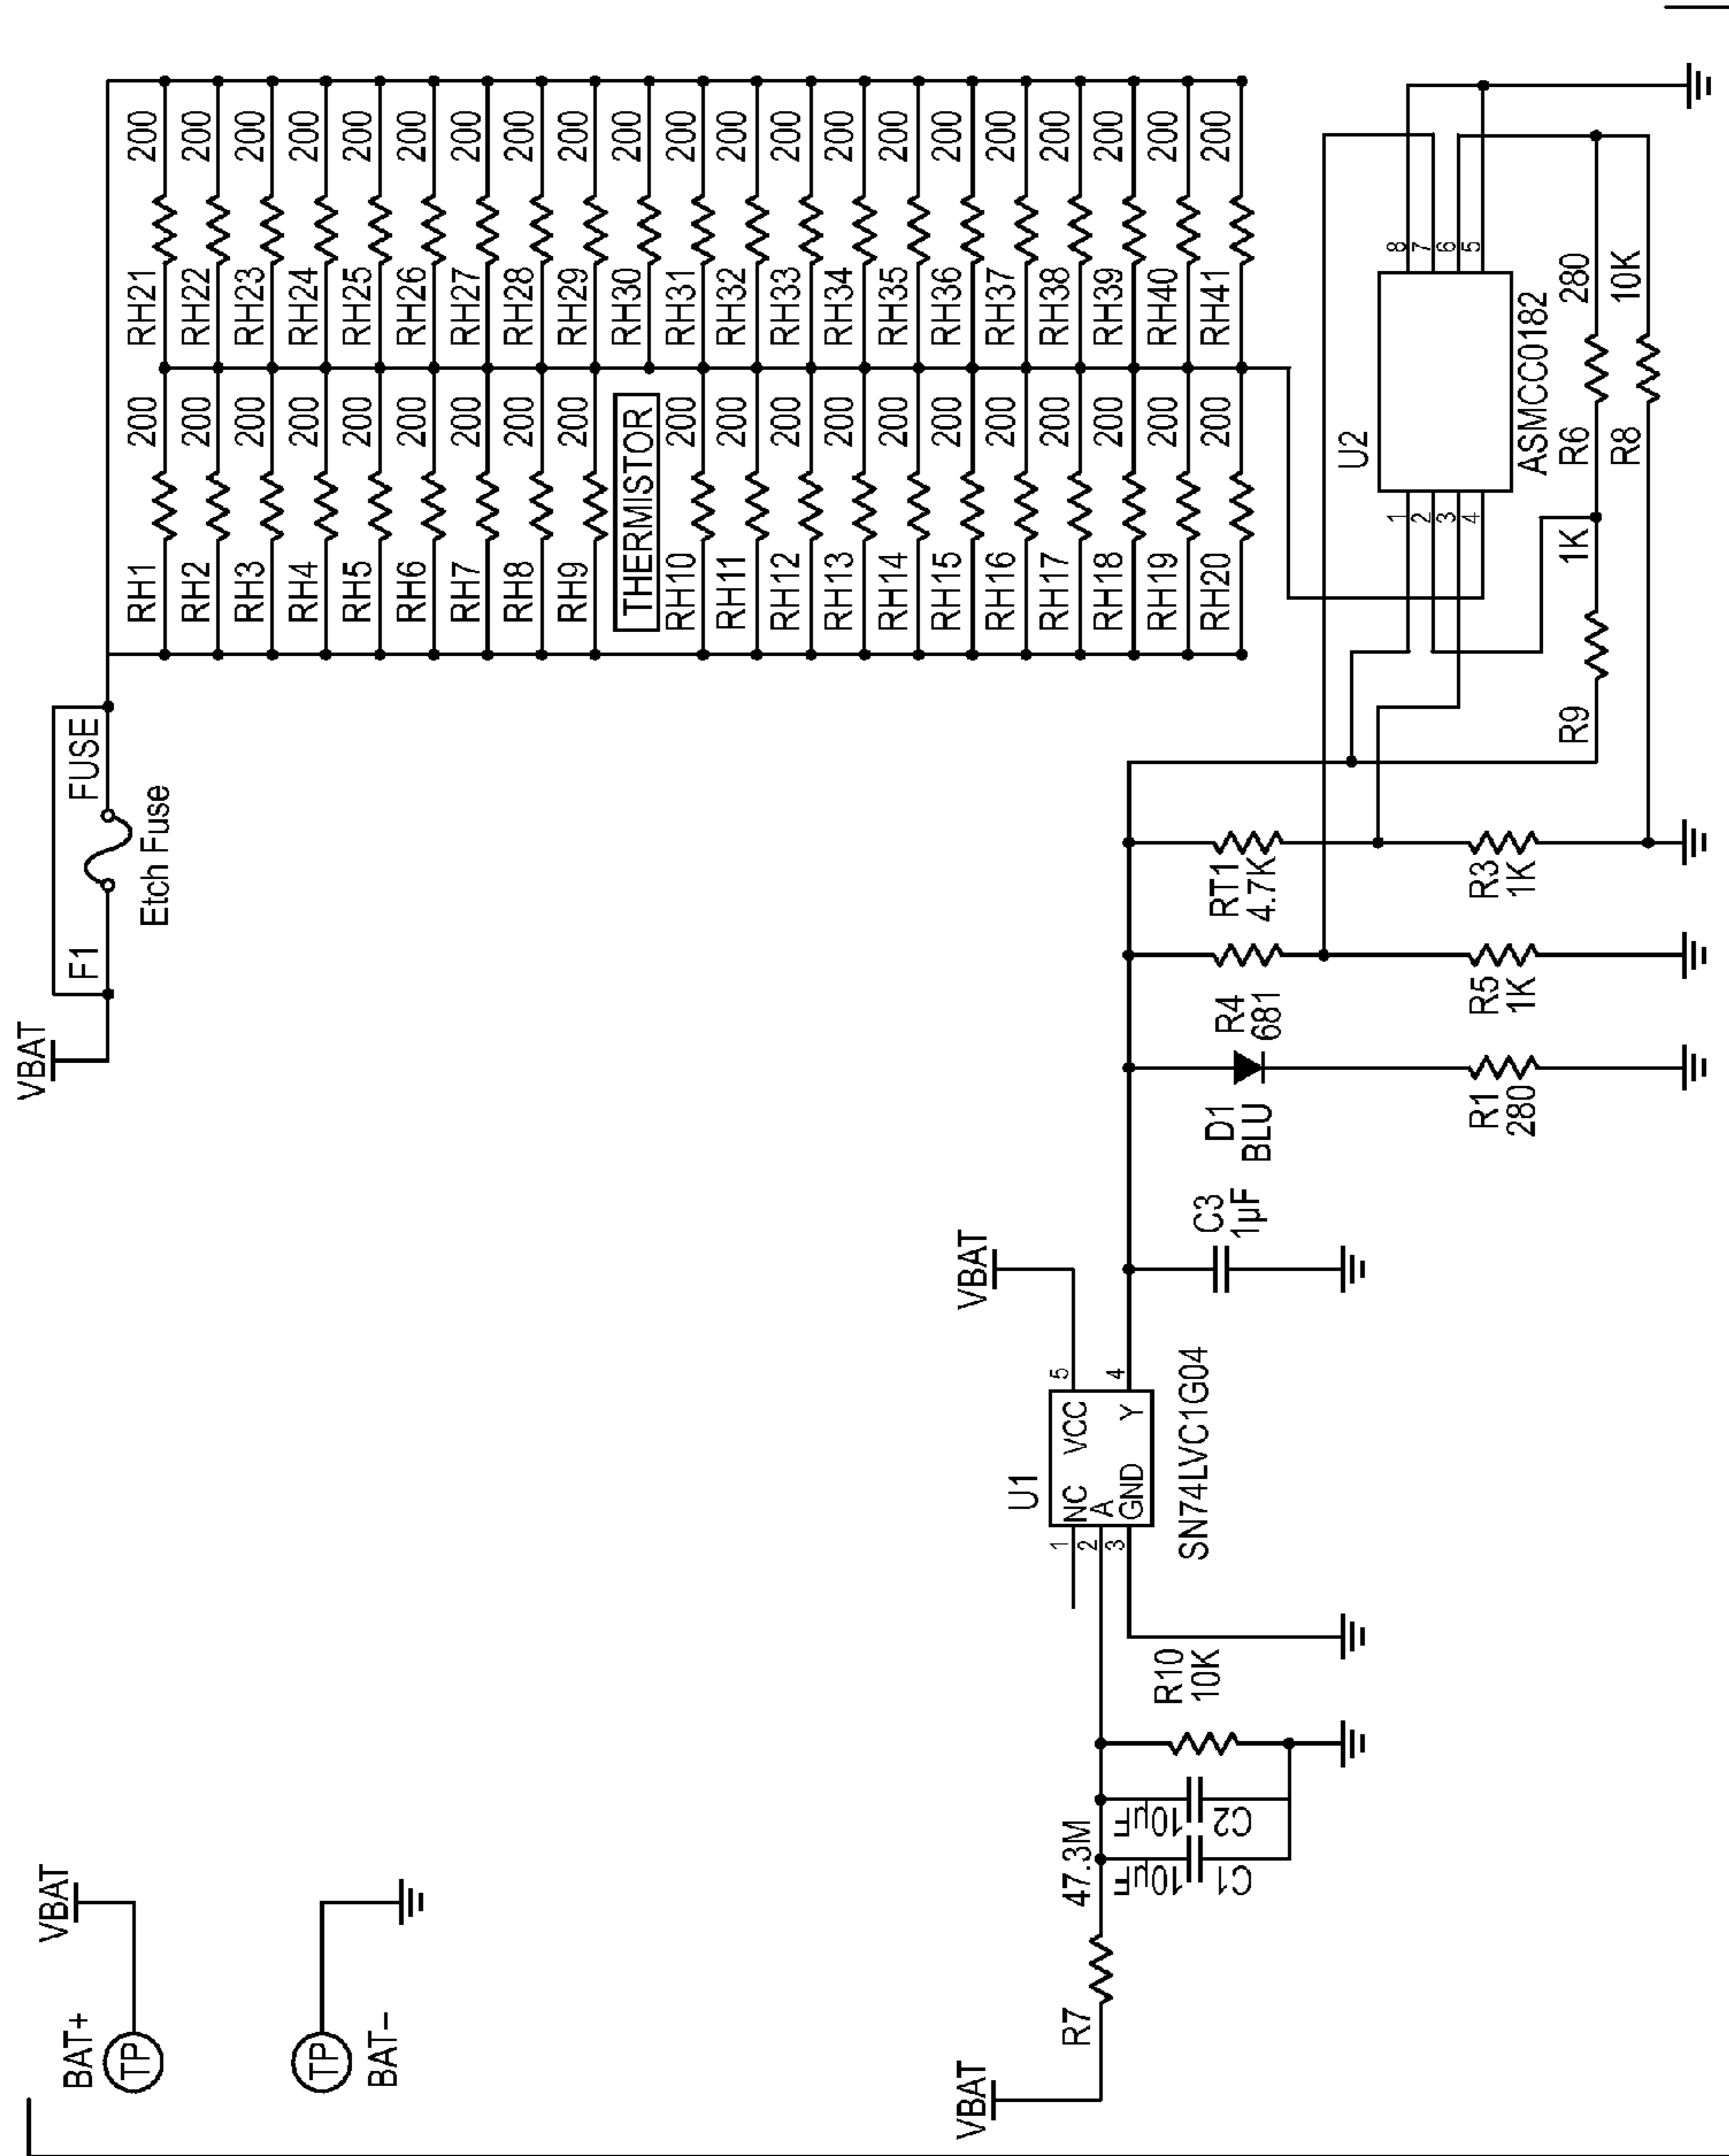 VBAT
F1
FUSE
Etch Fuse
BAT+
TP
VBAT
BAT−
TP
RH1 200
RH2 200
RH3 200
RH4 200
RH5 200
RH6 200
RH7 200
RH8 200
RH9 200
THERMISTOR
RH10 200
RH11 200
RH12 200
RH13 200
RH14 200
RH15 200
RH16 200
RH17 200
RH18 200
RH19 200
RH20 200
RH21 200
RH22 200
RH23 200
RH24 200
RH25 200
RH26 200
RH27 200
RH28 200
RH29 200
RH30 200
RH31 200
RH32 200
RH33 200
RH34 200
RH35 200
RH36 200
RH37 200
RH38 200
RH39 200
RH40 200
RH41 200
VBAT
R7
47.3M
10µF
C1
10µF
C2
R10
10K
U1
1
2
3
NC
A
GND
VCC
Y
5
4
SN74LVC1G04
VBAT
C3
1µF
D1
BLU
R1
280
R4
681
R5
1K
RT1
4.7K
R3
1K
U2
1
2
3
4
8
7
6
5
ASMCC0182
R9
1K
R6
280
R8
10K